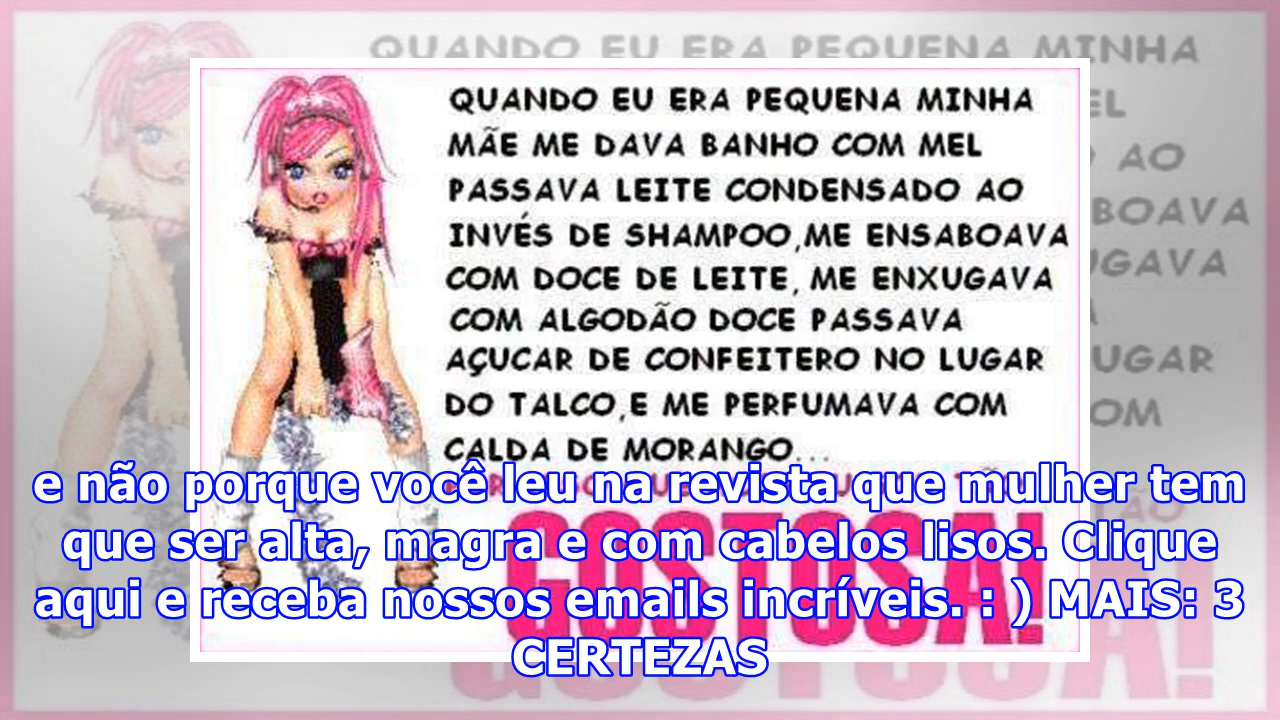 QUANDO EU ERA PEQUENA MINHA
MÃE ME DAVA BANHO COM MEL
PASSAVA LEITE CONDENSADO AO
INVÉS DE SHAMPOO,ME ENSABOAVA
COM DOCE DE LEITE, ME ENXUGAVA
COM ALGODÃO DOCE PASSAVA
AÇUCAR DE CONFEITERO NO LUGAR
DO TALCO,E ME PERFUMAVA COM
CALDA DE MORANGO...
GOSTOSA!
e não porque você leu na revista que mulher tem
que ser alta, magra e com cabelos lisos. Clique
aqui e receba nossos emails incríveis. : ) MAIS: 3
CERTEZAS